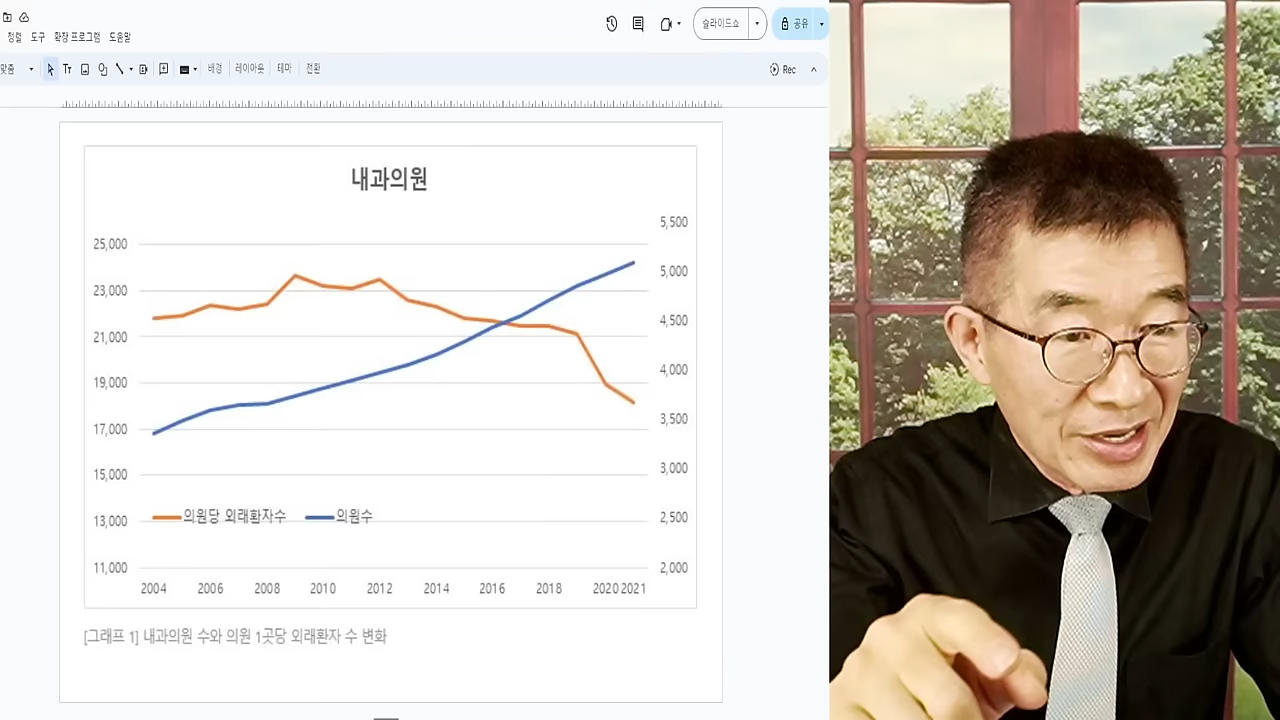 슬라이드쇼
공유
정렬 도구 확장 프로그램 도움말
맞춤
Tт
배경 레이아웃 테마 전환
Rec
내과의원
5,500
25,000
5,000
23,000
4,500
21,000
4,000
19,000
3,500
17,000
3,000
15,000
의원당 외래환자수 의원수
2,500
13,000
11,000
2,000
2004 2006 2008 2010 2012 2014 2016 2018 2020 2021
[그래프 1] 내과의원 수와 의원 1곳당 외래환자 수 변화